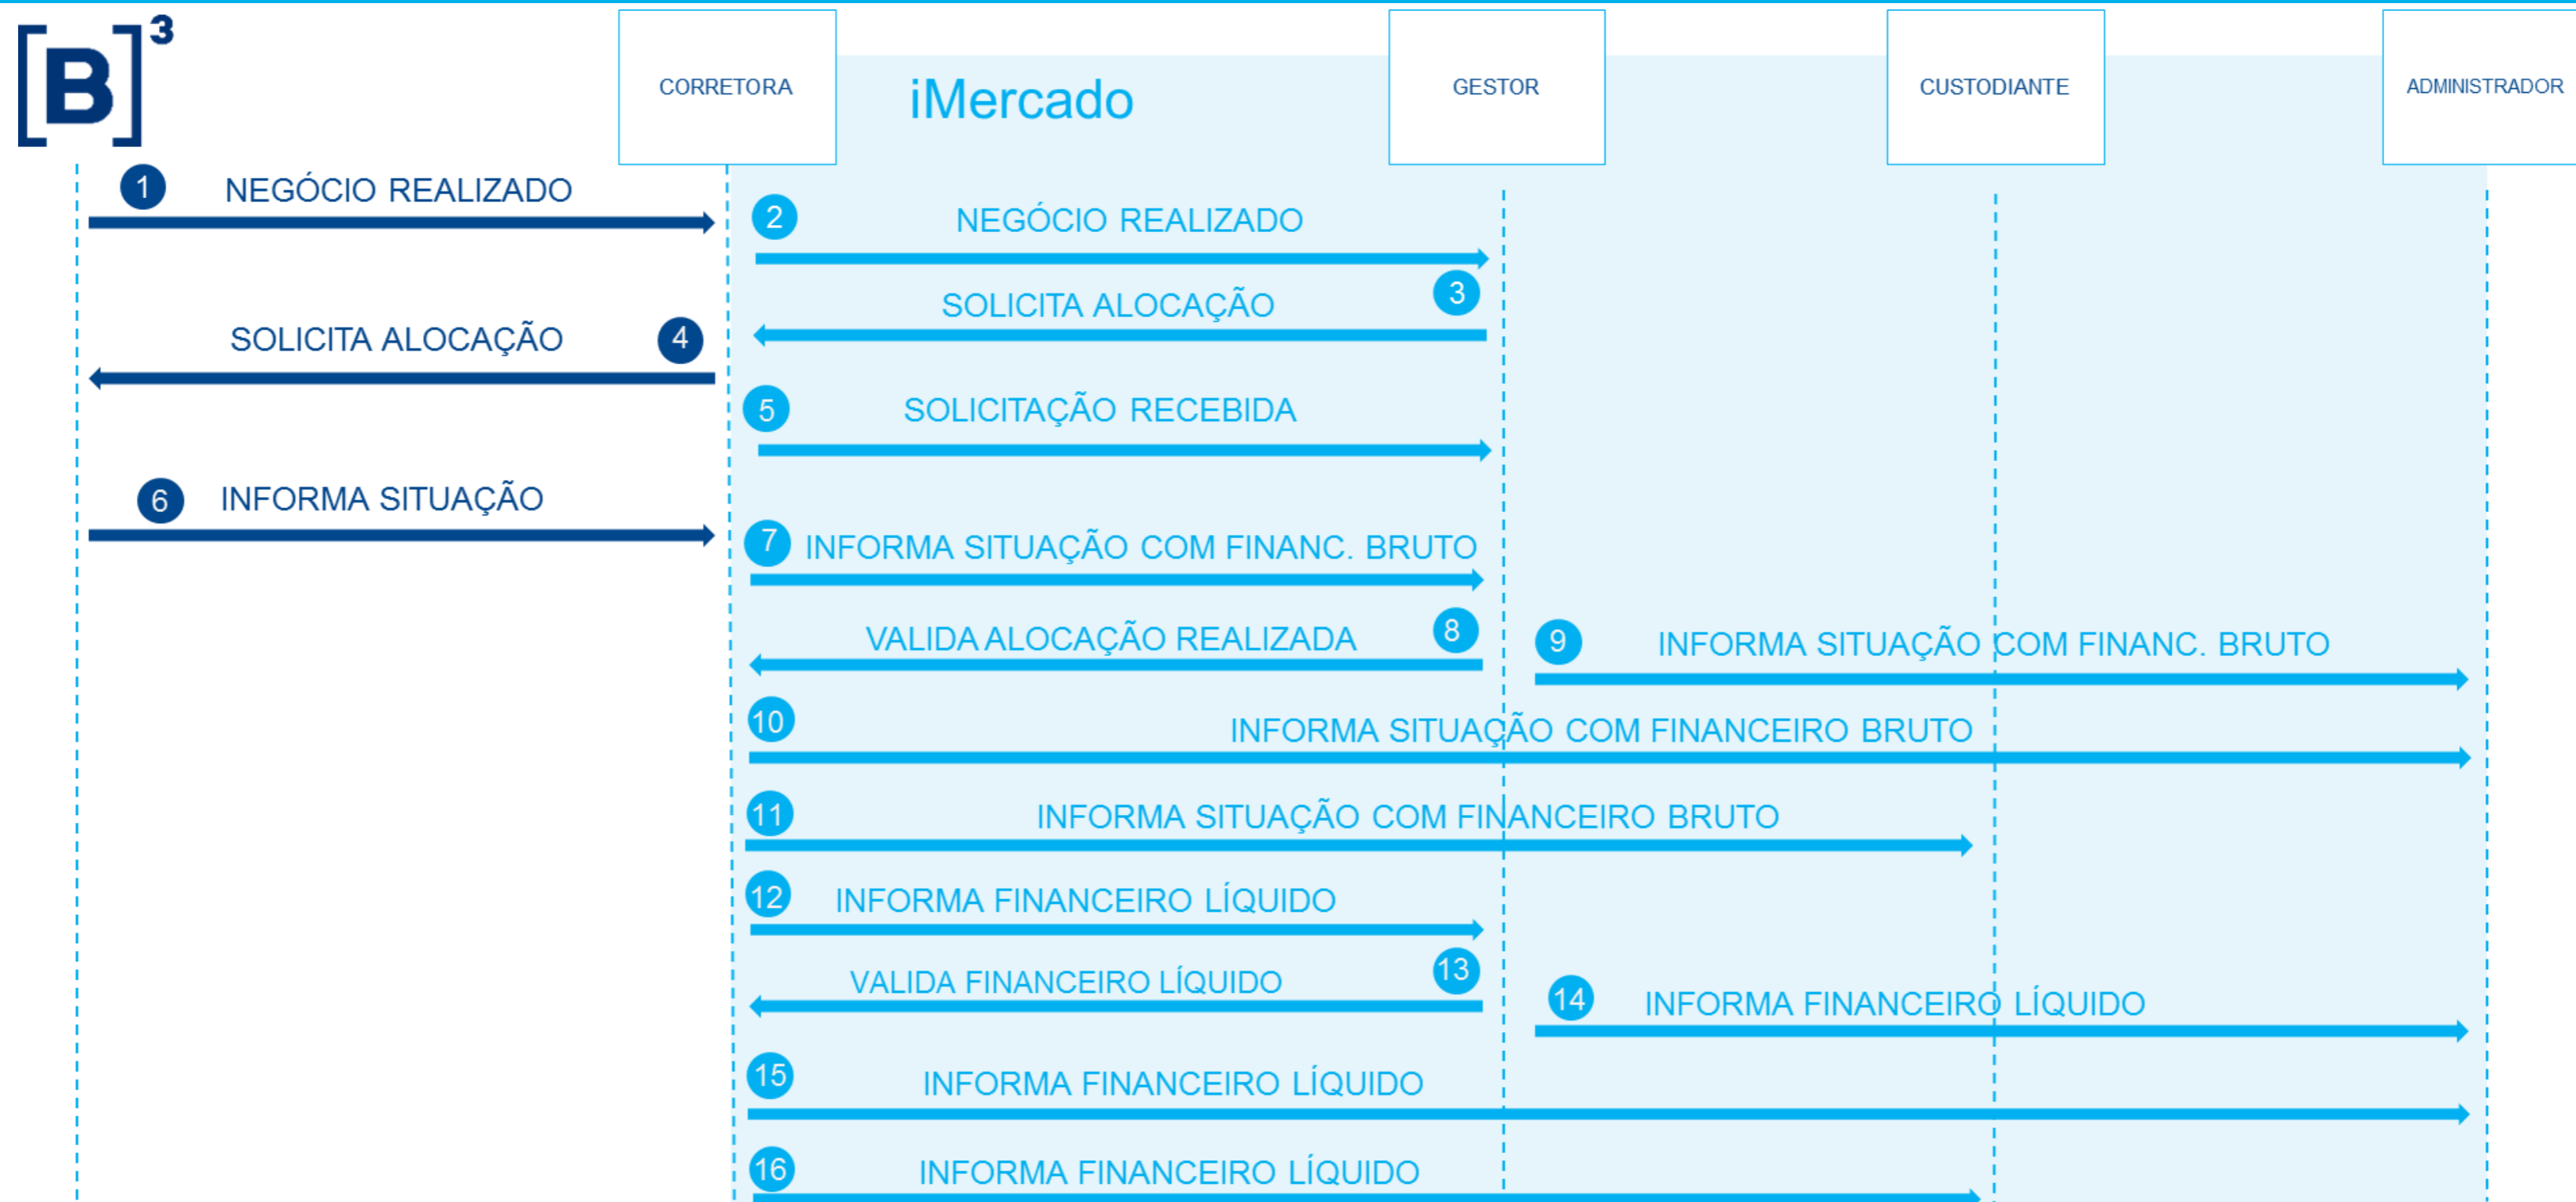 [B]³
CORRETORA
iMercado
GESTOR
CUSTODIANTE
ADMINISTRADOR
1 NEGÓCIO REALIZADO
2 NEGÓCIO REALIZADO
SOLICITA ALOCAÇÃO 3
SOLICITA ALOCAÇÃO 4
5 SOLICITAÇÃO RECEBIDA
6 INFORMA SITUAÇÃO
7 INFORMA SITUAÇÃO COM FINANC. BRUTO
VALIDA ALOCAÇÃO REALIZADA 8
9 INFORMA SITUAÇÃO COM FINANC. BRUTO
10 INFORMA SITUAÇÃO COM FINANCEIRO BRUTO
11 INFORMA SITUAÇÃO COM FINANCEIRO BRUTO
12 INFORMA FINANCEIRO LÍQUIDO
VALIDA FINANCEIRO LÍQUIDO 13
14 INFORMA FINANCEIRO LÍQUIDO
15 INFORMA FINANCEIRO LÍQUIDO
16 INFORMA FINANCEIRO LÍQUIDO